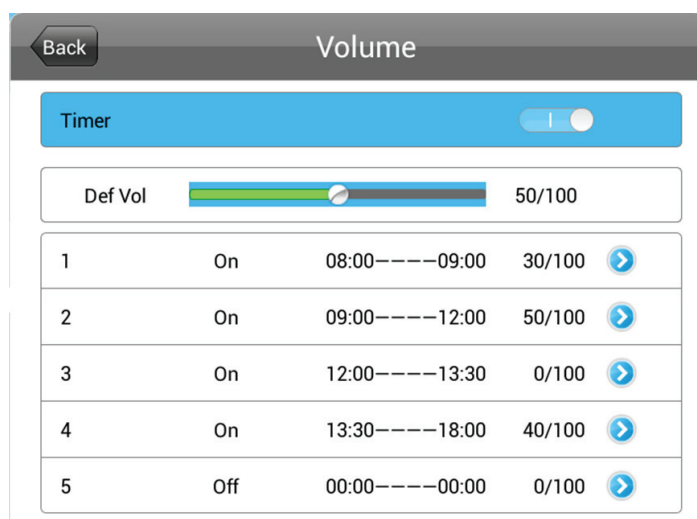 Back Volume
Timer
Def Vol 50/100
1 On 08:00————09:00 30/100
2 On 09:00————12:00 50/100
3 On 12:00————13:30 0/100
4 On 13:30————18:00 40/100
5 Off 00:00————00:00 0/100